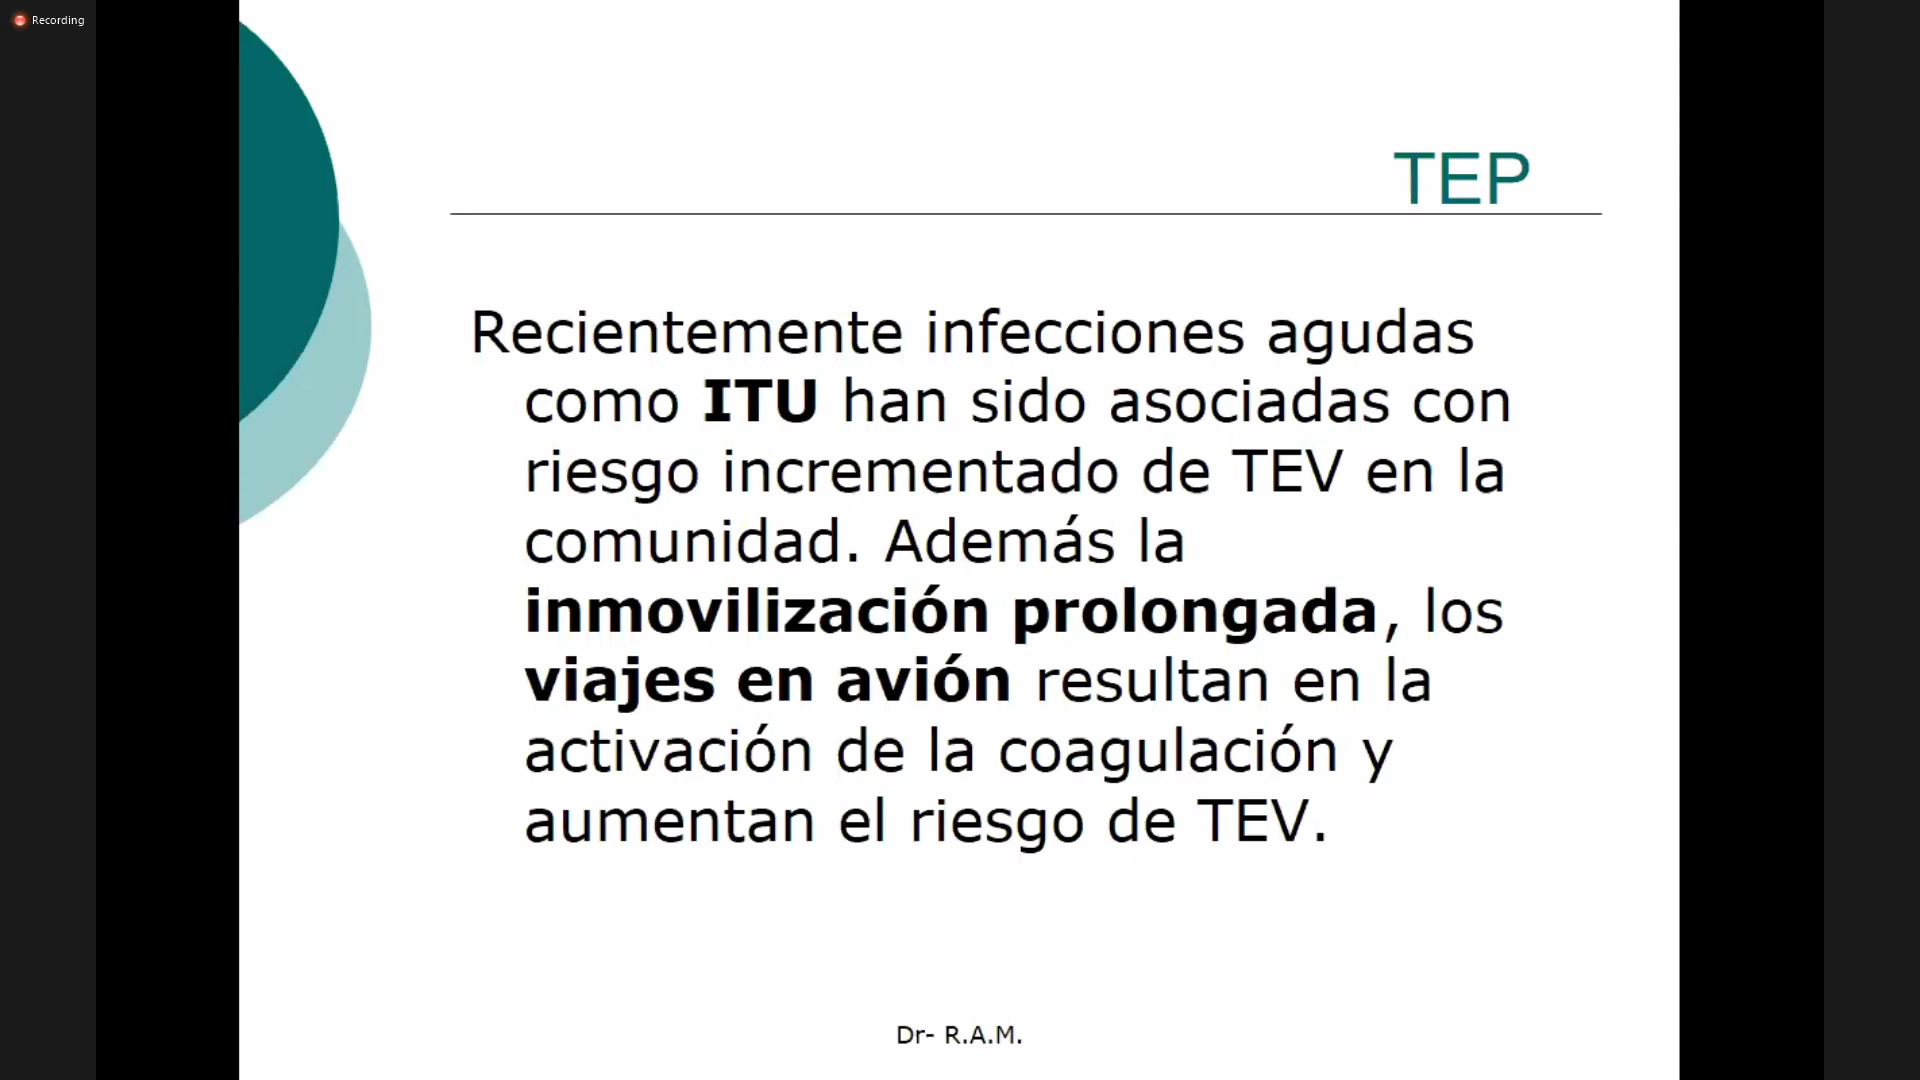 Recording
TEP
Recientemente infecciones agudas
como ITU han sido asociadas con
riesgo incrementado de TEV en la
comunidad. Además la
inmovilización prolongada, los
viajes en avión resultan en la
activación de la coagulación y
aumentan el riesgo de TEV.
Dr- R.A.M.